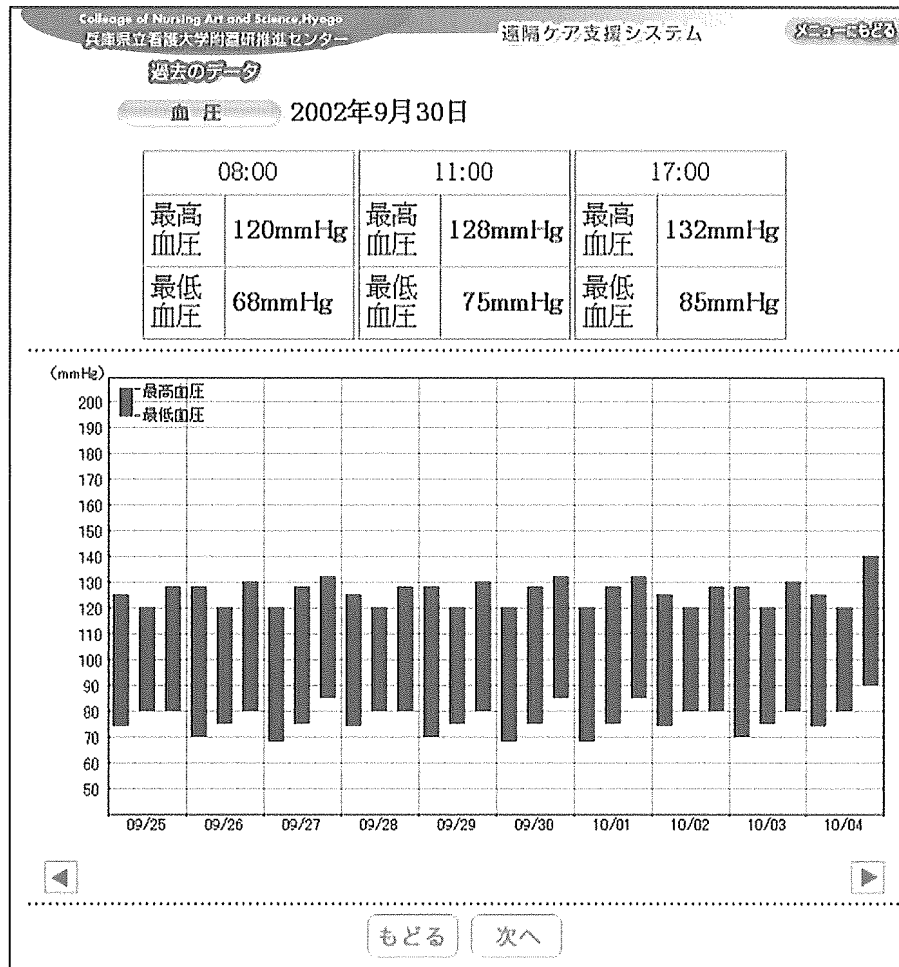 Colleage of Nursing Art and Science,Hyogo
兵庫県立看護大学附置研推進センター
遠隔ケア支援システム
メニューにもどる
過去のデータ
血圧 2002年9月30日
08:00 11:00 17:00
最高血圧 120mmHg 最高血圧 128mmHg 最高血圧 132mmHg
最低血圧 68mmHg 最低血圧 75mmHg 最低血圧 85mmHg
(mmHg)
最高血圧
最低血圧
200
190
180
170
160
150
140
130
120
110
100
90
80
70
60
50
09/25 09/26 09/27 09/28 09/29 09/30 10/01 10/02 10/03 10/04
もどる 次へ